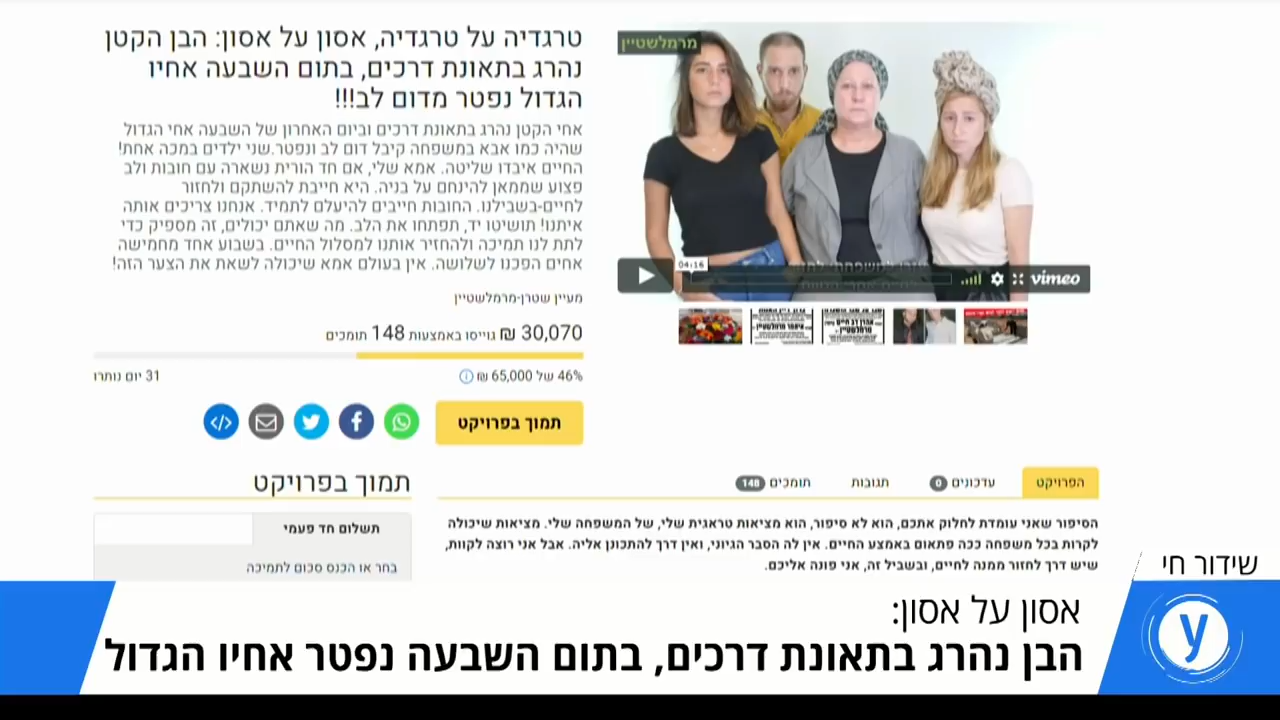 טרגדיה על טרגדיה, אסון על אסון: הבן הקטן
נהרג בתאונת דרכים, בתום השבעה אחיו
הגדול נפטר מדום לב!!!
אחי הקטן נהרג בתאונת דרכים וביום האחרון של השבעה אחי הגדול
שהיה כמו אבא במשפחה קיבל דום לב ונפטר.שני ילדים במכה אחת!
החיים איבדו שליטה. אמא שלי, אם חד הורית נשארה עם חובות ולב
פצוע שממאן להינחם על בניה. היא חייבת להשתקם ולחזור
לחיים-בשבילנו. החובות חייבים להיעלם לתמיד. אנחנו צריכים אותה
איתנו! תושיטו יד, תפתחו את הלב. מה שאתם יכולים, זה מספיק כדי
לתת לנו תמיכה ולהחזיר אותנו למסלול החיים. בשבוע אחד מחמישה
אחים הפכנו לשלושה. אין בעולם אמא שיכולה לשאת את הצער הזה!
מעיין שטרן-מרמלשטיין
30,070 ₪ גוייסו באמצעות 148 תומכים
46% של 65,000 ₪
31 יום נותרו
תמוך בפרויקט
מרמלשטיין
04:16
vimeo
הפרויקט
עדכונים 0
תגובות
תומכים 148
הסיפור שאני עומדת לחלוק אתכם, הוא לא סיפור, הוא מציאות טראגית שלי, של המשפחה שלי. מציאות שיכולה
לקרות בכל משפחה ככה פתאום באמצע החיים. אין לה הסבר הגיוני, ואין דרך להתכונן אליה. אבל אני רוצה לקוות,
שיש דרך לחזור ממנה לחיים, ובשביל זה, אני פונה אליכם.
תמוך בפרויקט
תשלום חד פעמי
בחר או הכנס סכום לתמיכה
שידור חי
y
אסון על אסון:
הבן נהרג בתאונת דרכים, בתום השבעה נפטר אחיו הגדול